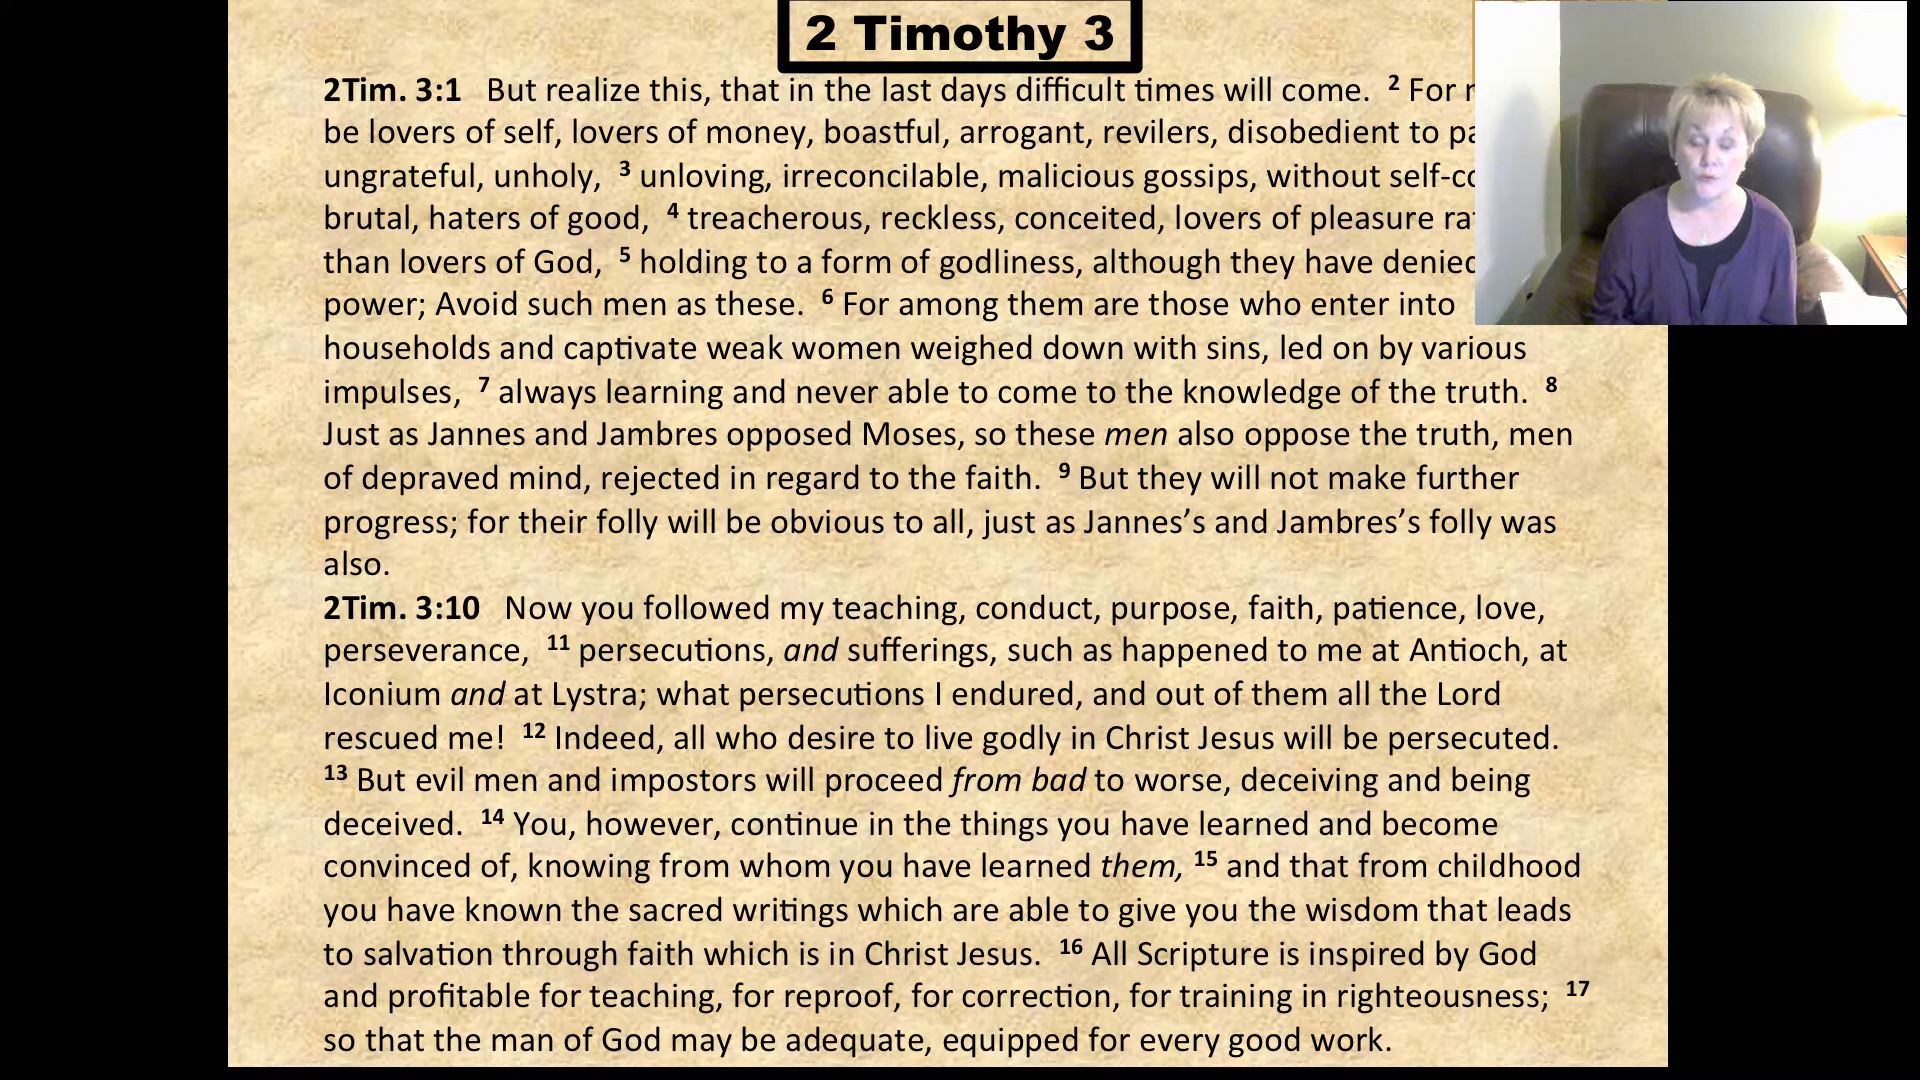 2 Timothy 3
2Tim. 3:1 But realize this, that in the last days difficult times will come. 2 For
be lovers of self, lovers of money, boastful, arrogant, revilers, disobedient to
ungrateful, unholy, 3 unloving, irreconcilable, malicious gossips, without
brutal, haters of good, 4 treacherous, reckless, conceited, lovers of pleasure
than lovers of God, 5 holding to a form of godliness, although they have denied
power; Avoid such men as these. 6 For among them are those who enter into
households and captivate weak women weighed down with sins, led on by various
impulses, 7 always learning and never able to come to the knowledge of the truth. 8
Just as Jannes and Jambres opposed Moses, so these men also oppose the truth, men
of depraved mind, rejected in regard to the faith. 9 But they will not make further
progress; for their folly will be obvious to all, just as Jannes’s and Jambres’s folly was
also.
2Tim. 3:10 Now you followed my teaching, conduct, purpose, faith, patience, love,
perseverance, 11 persecutions, and sufferings, such as happened to me at Antioch, at
Iconium and at Lystra; what persecutions I endured, and out of them all the Lord
rescued me! 12 Indeed, all who desire to live godly in Christ Jesus will be persecuted.
13 But evil men and impostors will proceed from bad to worse, deceiving and being
deceived. 14 You, however, continue in the things you have learned and become
convinced of, knowing from whom you have learned them, 15 and that from childhood
you have known the sacred writings which are able to give you the wisdom that leads
to salvation through faith which is in Christ Jesus. 16 All Scripture is inspired by God
and profitable for teaching, for reproof, for correction, for training in righteousness; 17
so that the man of God may be adequate, equipped for every good work.